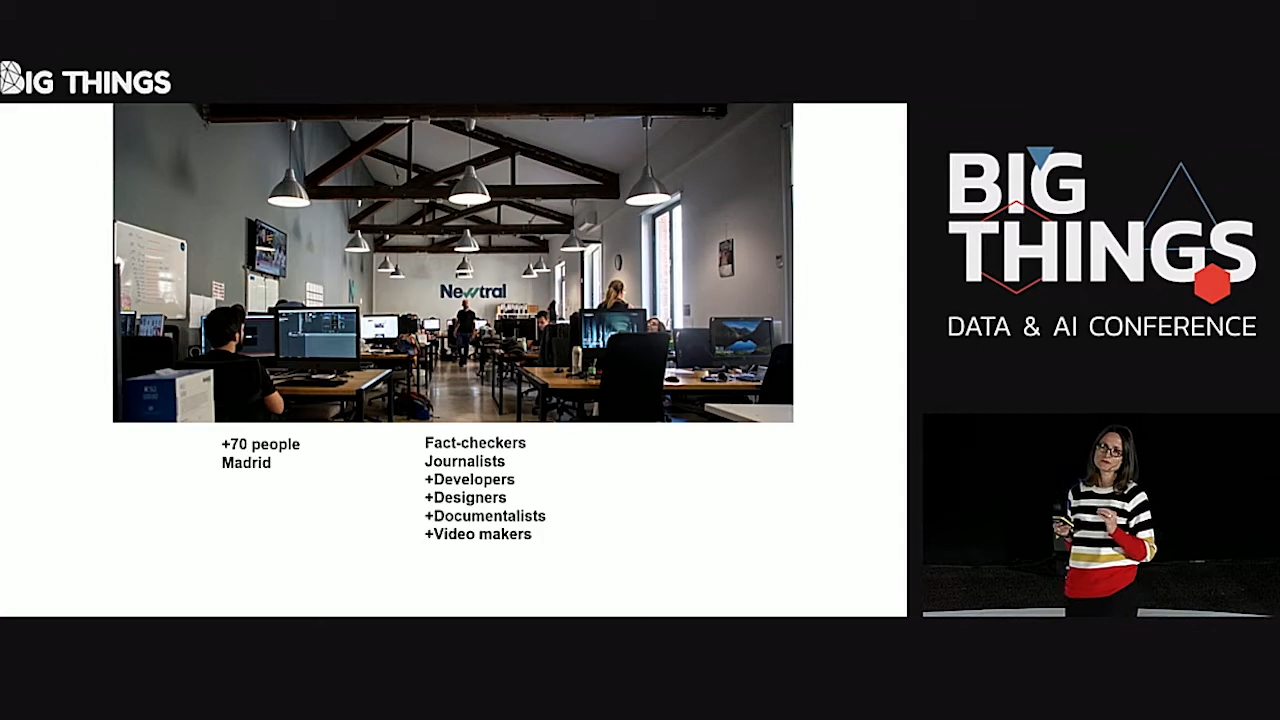 BIG THINGS
Newtral
+70 people
Madrid
Fact-checkers
Journalists
+Developers
+Designers
+Documentalists
+Video makers
BIG
THINGS
DATA & AI CONFERENCE